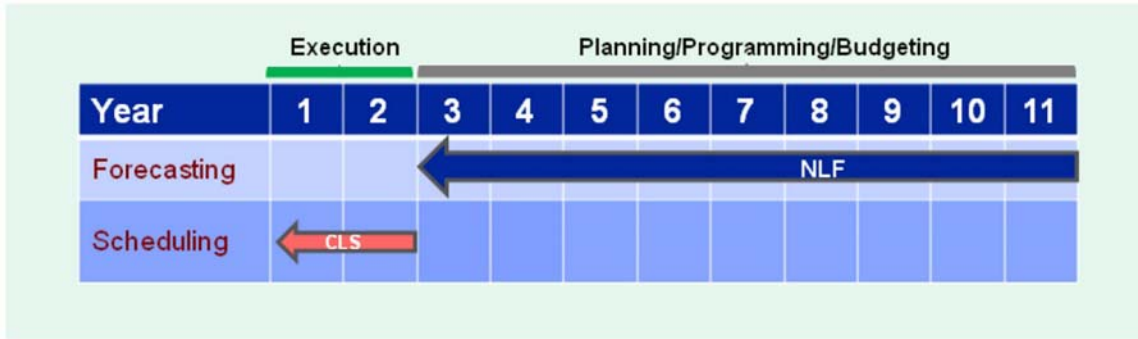 Execution Planning/Programming/Budgeting
Year 1 2 3 4 5 6 7 8 9 10 11
Forecasting NLF
Scheduling CLS